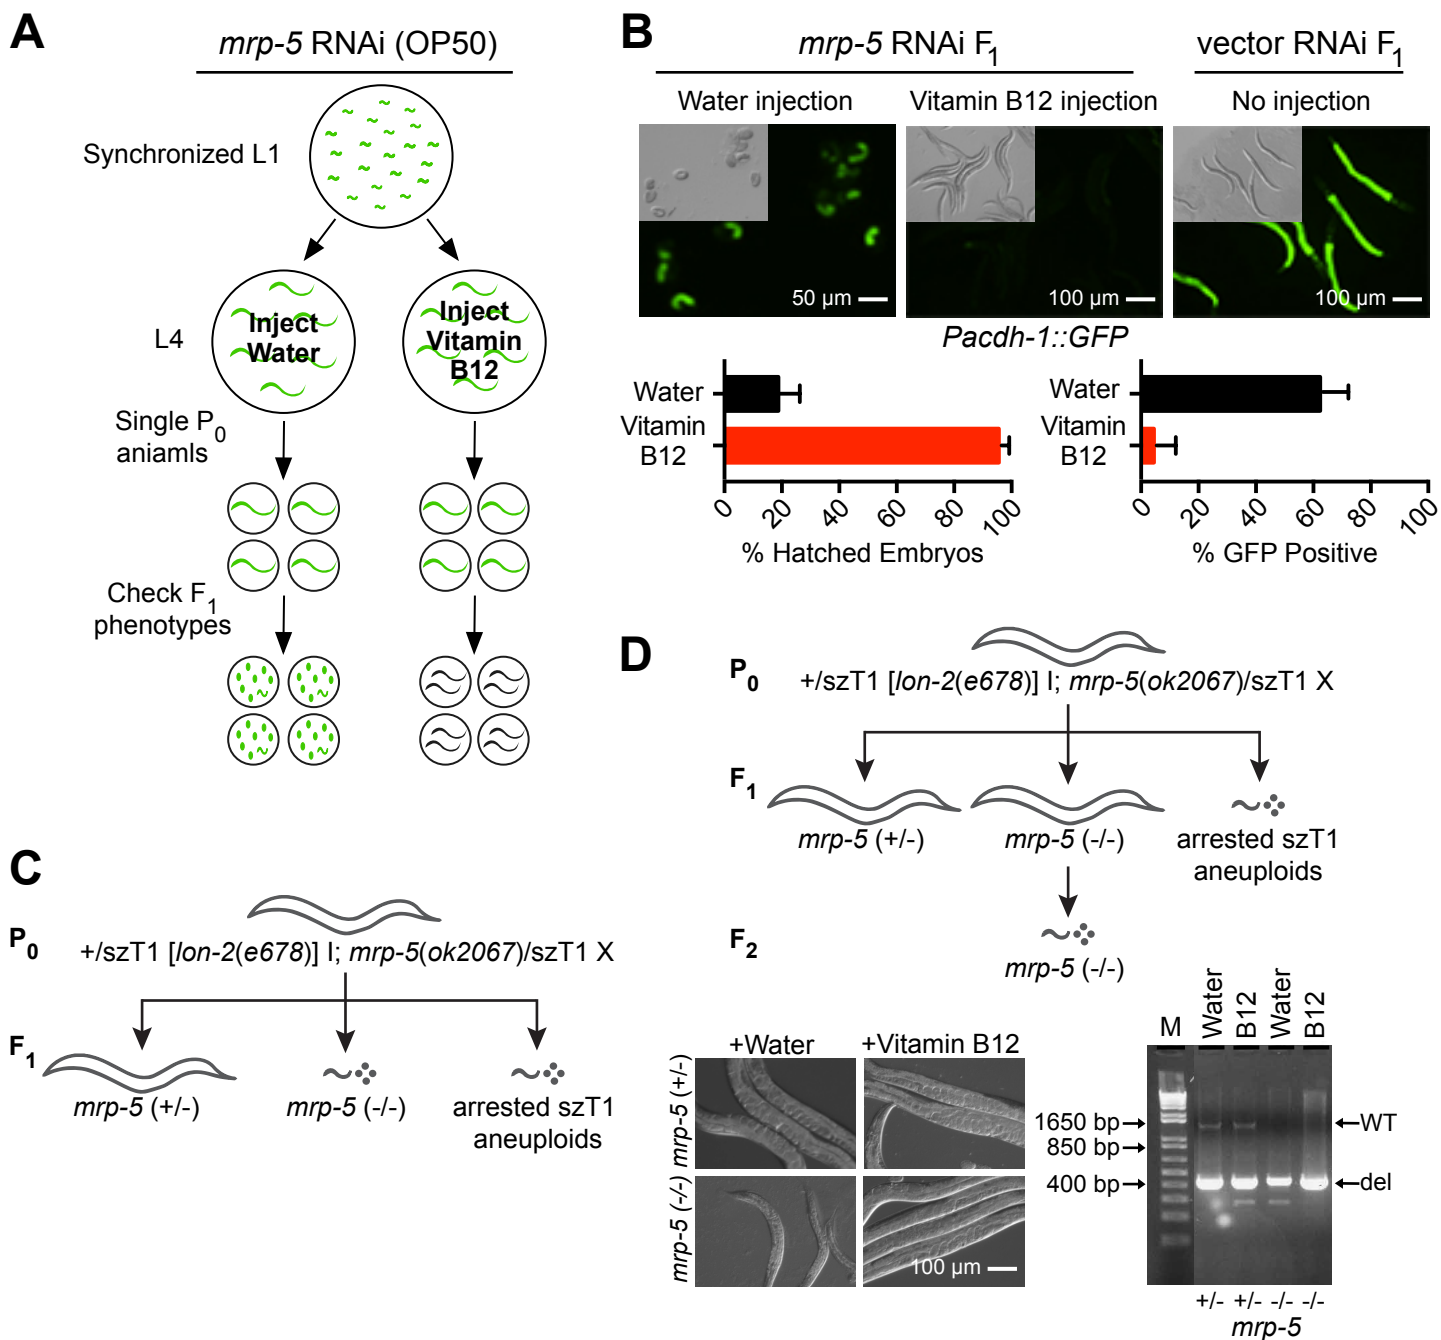 A
mrp-5 RNAi (OP50)
Synchronized L1
L4
Inject
Water
Inject
Vitamin
B12
Single P0
aniamls
Check F1
phenotypes
B
mrp-5 RNAi F1
vector RNAi F1
Water injection
Vitamin B12 injection
No injection
50 µm
100 µm
100 µm
Pacdh-1::GFP
Water
Vitamin
B12
0 20 40 60 80 100
% Hatched Embryos
Water
Vitamin
B12
0 20 40 60 80 100
% GFP Positive
C
P0
+/szT1 [lon-2(e678)] I; mrp-5(ok2067)/szT1 X
F1
mrp-5 (+/-)
mrp-5 (-/-)
arrested szT1
aneuploids
D
P0
+/szT1 [lon-2(e678)] I; mrp-5(ok2067)/szT1 X
F1
mrp-5 (+/-)
mrp-5 (-/-)
arrested szT1
aneuploids
F2
mrp-5 (-/-)
+Water
+Vitamin B12
mrp-5 (+/-)
mrp-5 (-/-)
100 µm
M
Water
B12
Water
B12
1650 bp
850 bp
400 bp
WT
del
+/- +/- -/- -/-
mrp-5